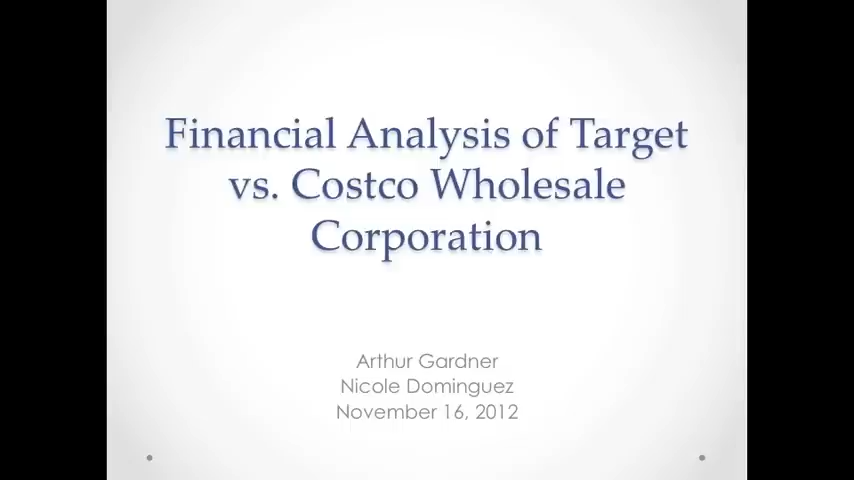 Financial Analysis of Target
vs. Costco Wholesale
Corporation
Arthur Gardner
Nicole Dominguez
November 16, 2012